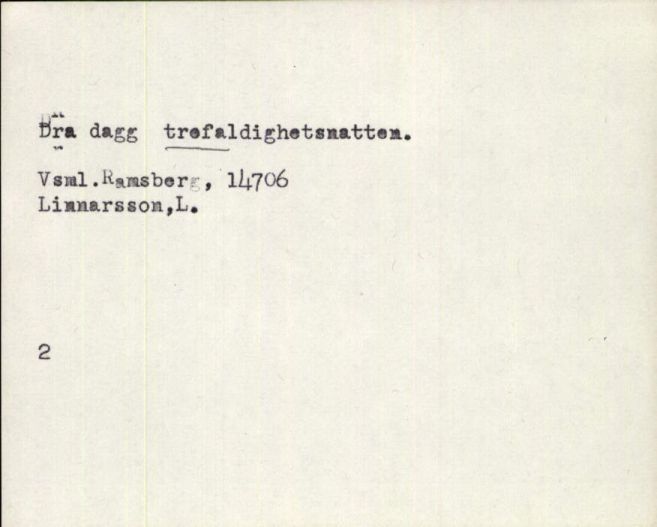 Dra dagg trefaldighetsnatten.
Vsml.Ramsberg, 14706
Linnarsson,L.
2